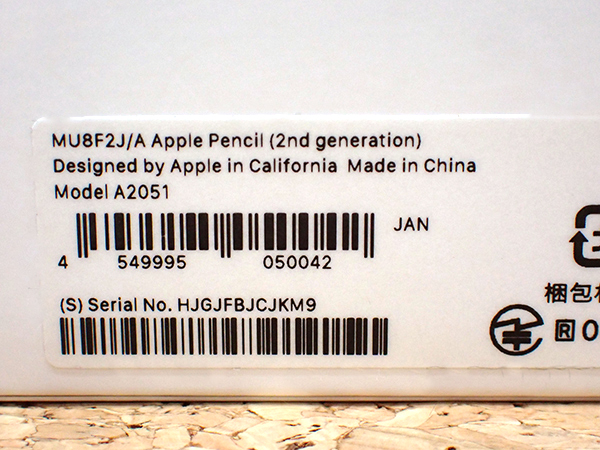 MU8F2J/A Apple Pencil (2nd generation)
Designed by Apple in California Made in China
Model A2051
JAN
4 549995 050042
(S) Serial No. HJGJFBJCJKM9
梱包
R 0